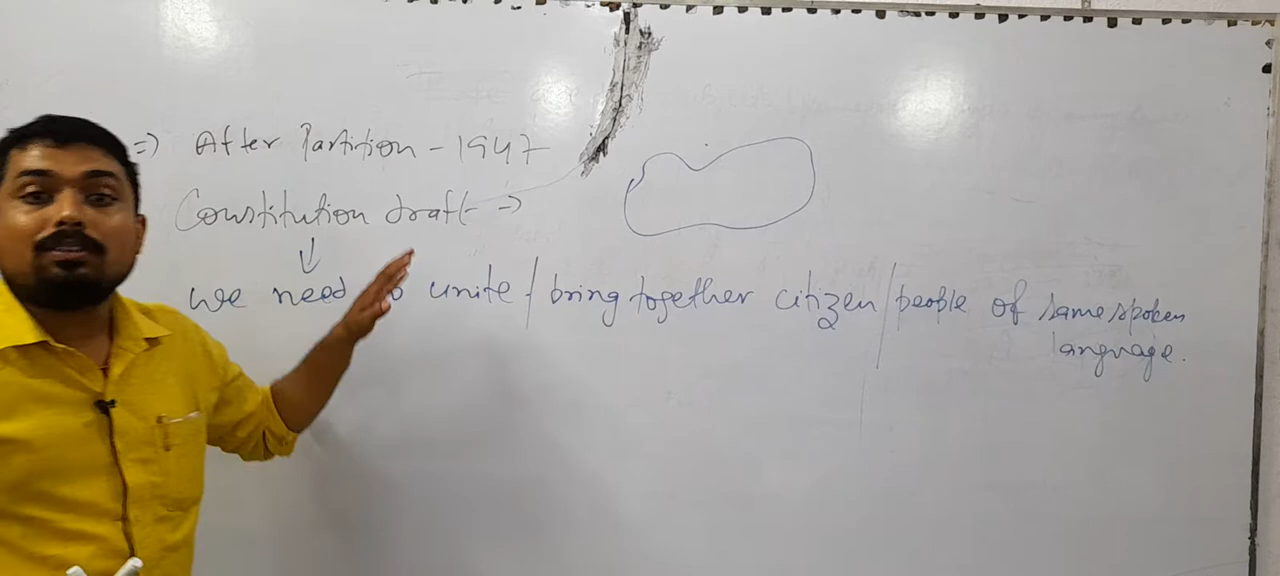 => After Partition - 1947
Constitution draft ->
↓
we need to unite / bring together citizen / people of same spoken
language.